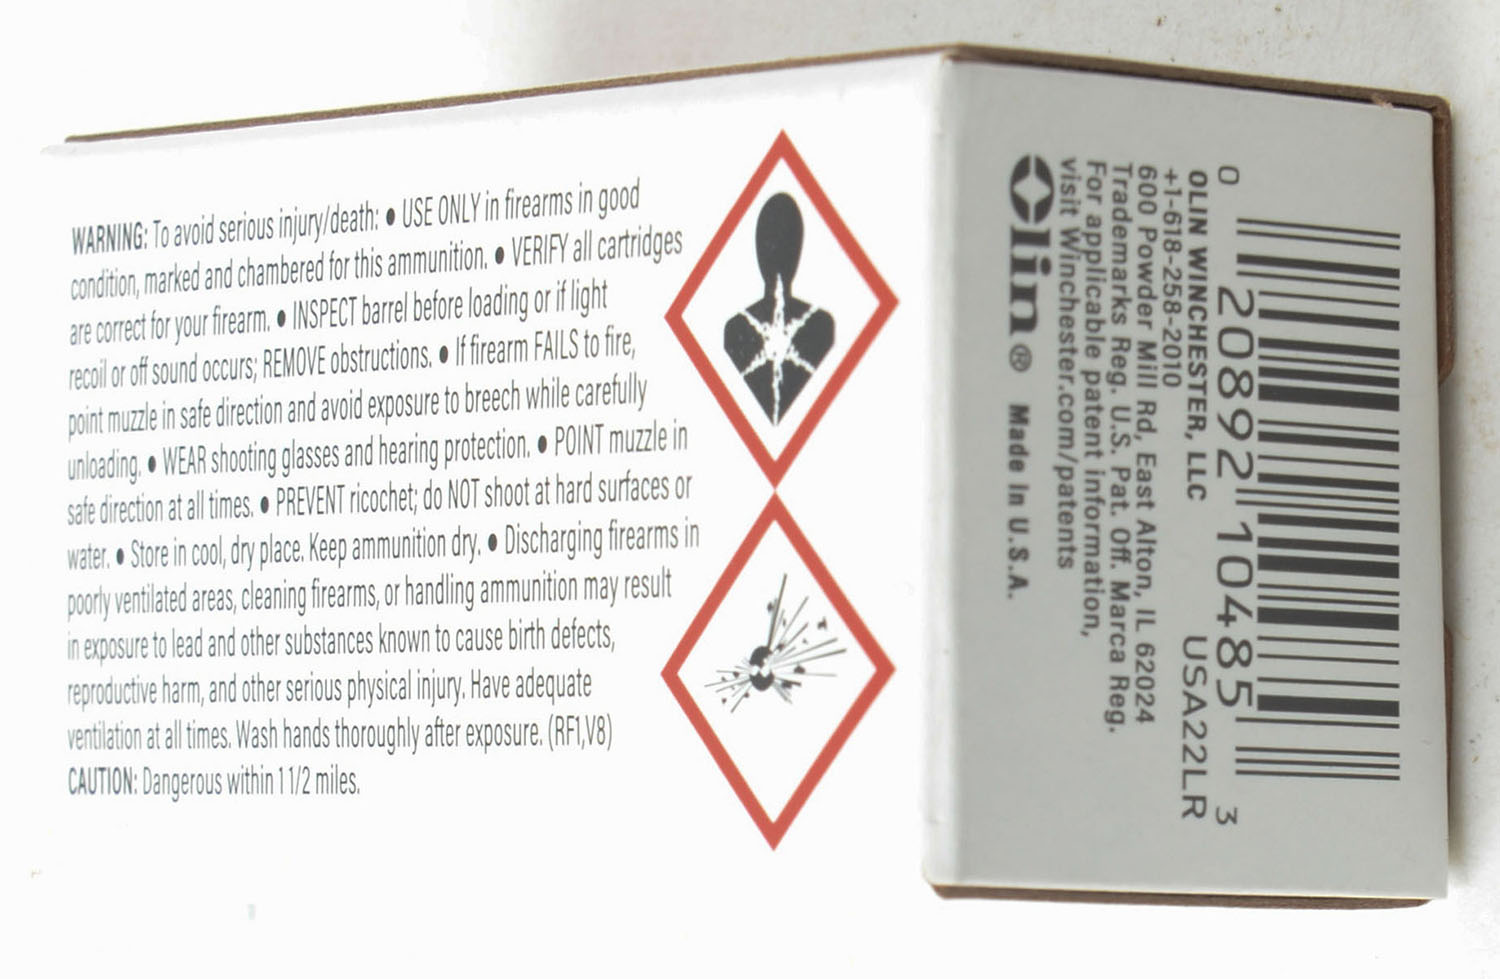 WARNING: To avoid serious injury/death: ● USE ONLY in firearms in good
condition, marked and chambered for this ammunition. ● VERIFY all cartridges
are correct for your firearm. ● INSPECT barrel before loading or if light
recoil or off sound occurs; REMOVE obstructions. ● If firearm FAILS to fire,
point muzzle in safe direction and avoid exposure to breech while carefully
unloading. ● WEAR shooting glasses and hearing protection. ● POINT muzzle in
safe direction at all times. ● PREVENT ricochet; do NOT shoot at hard surfaces or
water. ● Store in cool, dry place. Keep ammunition dry. ● Discharging firearms in
poorly ventilated areas, cleaning firearms, or handling ammunition may result
in exposure to lead and other substances known to cause birth defects,
reproductive harm, and other serious physical injury. Have adequate
ventilation at all times. Wash hands thoroughly after exposure. (RF1,V8)
CAUTION: Dangerous within 1 1/2 miles.
0 20892 10485 3
USA22LR
OLIN WINCHESTER, LLC
+1-618-258-2010
600 Powder Mill Rd, East Alton, IL 62024
Trademarks Reg. U.S. Pat. Off. Marca Reg.
For applicable patent information,
visit Winchester.com/patents
Olin® Made in U.S.A.